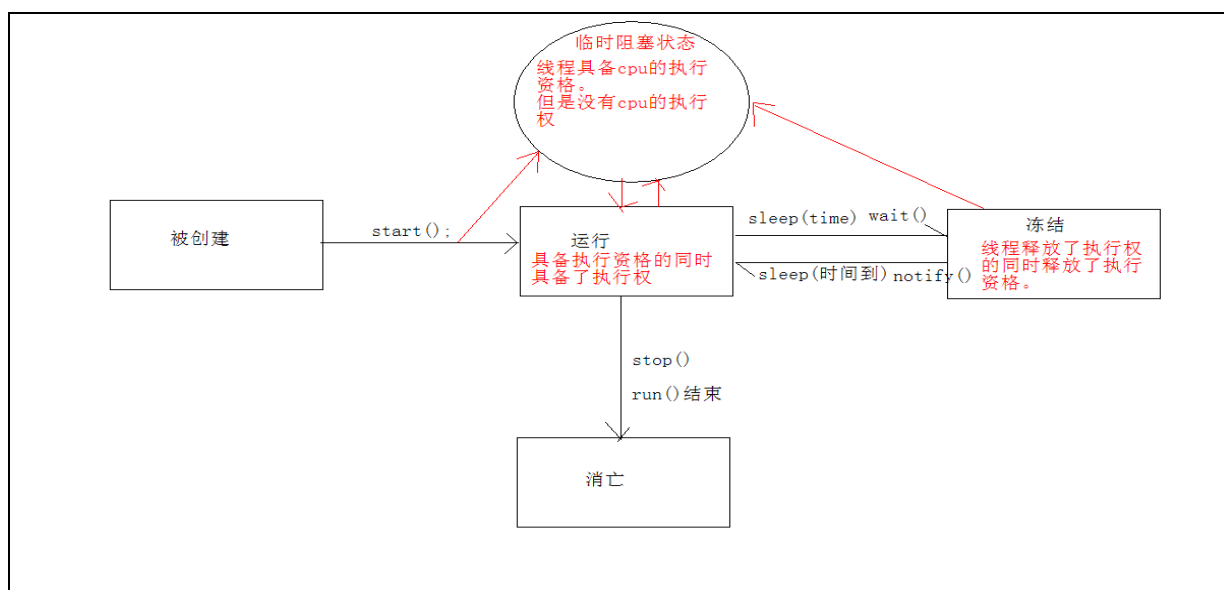 临时阻塞状态
线程具备cpu的执行
资格。
但是没有cpu的执行
权
被创建
start();
运行
具备执行资格的同时
具备了执行权
sleep(time) wait()
sleep(时间到) notify()
冻结
线程释放了执行权
的同时释放了执行
资格。
stop()
run()结束
消亡